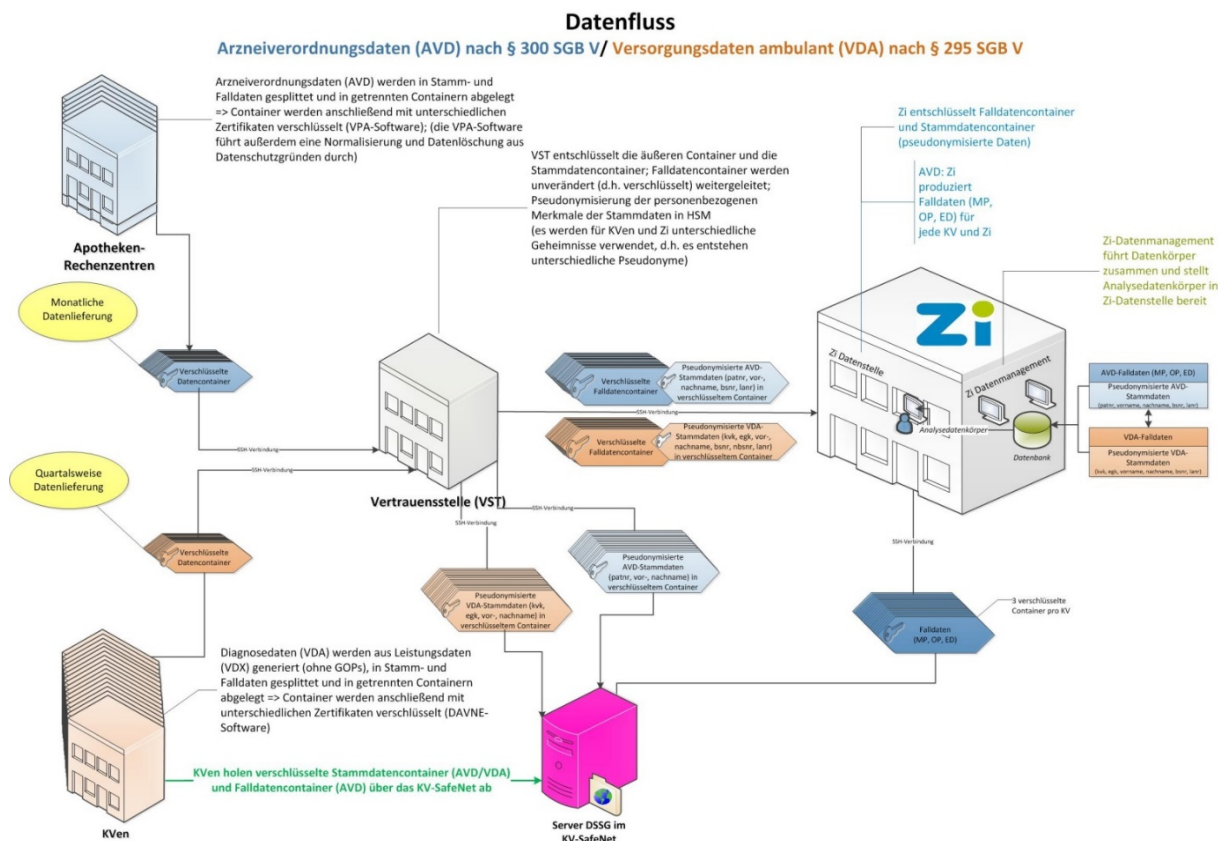 Datenfluss
Arzneiverordnungsdaten (AVD) nach § 300 SGB V/ Versorgungsdaten ambulant (VDA) nach § 295 SGB V
Arzneiverordnungsdaten (AVD) werden in Stamm- und
Falldaten gesplittet und in getrennten Containern abgelegt
=> Container werden anschließend mit unterschiedlichen
Zertifikaten verschlüsselt (VPA-Software); (die VPA-Software
führt außerdem eine Normalisierung und Datenlöschung aus
Datenschutzgründen durch)
VST entschlüsselt die äußeren Container und die
Stammdatencontainer; Falldatencontainer werden
unverändert (d.h. verschlüsselt) weitergeleitet;
Pseudonymisierung der personenbezogenen
Merkmale der Stammdaten in HSM
(es werden für KVen und Zi unterschiedliche
Geheimnisse verwendet, d.h. es entstehen
unterschiedliche Pseudonyme)
Zi entschlüsselt Falldatencontainer
und Stammdatencontainer
(pseudonymisierte Daten)
AVD: Zi
produziert
Falldaten (MP,
OP, ED) für
jede KV und Zi
Zi-Datenmanagement
führt Datenkörper
zusammen und stellt
Analysedatenkörper in
Zi-Datenstelle bereit
Apotheken-
Rechenzentren
Monatliche
Datenlieferung
Verschlüsselte
Datencontainer
SSH-Verbindung
Quartalsweise
Datenlieferung
SSH-Verbindung
Verschlüsselte
Datencontainer
Vertrauensstelle (VST)
Verschlüsselte
Falldatencontainer
Pseudonymisierte AVD-
Stammdaten (patnr, vor-,
nachname, bsnr, lanr) in
verschlüsseltem Container
SSH-Verbindung
SSH-Verbindung
Verschlüsselte
Falldatencontainer
Pseudonymisierte VDA-
Stammdaten (kvk, egk, vor-,
nachname, bsnr, nbsnr, lanr)
in verschlüsseltem Container
Zi
Zi Datenstelle
Zi Datenmanagement
Analysedatenkörper
Datenbank
AVD-Falldaten (MP, OP, ED)
Pseudonymisierte AVD-
Stammdaten
(patnr, vorname, nachname, bsnr, lanr)
VDA-Falldaten
Pseudonymisierte VDA-
Stammdaten
(kvk, egk, vorname, nachname, bsnr, lanr)
SSH-Verbindung
SSH-Verbindung
SSH-Verbindung
Pseudonymisierte
AVD-Stammdaten
(patnr, vor-, nachname) in
verschlüsseltem Container
Pseudonymisierte
VDA-Stammdaten (kvk,
egk, vor-, nachname) in
verschlüsseltem Container
3 verschlüsselte
Container pro KV
Falldaten
(MP, OP, ED)
Diagnosedaten (VDA) werden aus Leistungsdaten
(VDX) generiert (ohne GOPs), in Stamm- und
Falldaten gesplittet und in getrennten Containern
abgelegt => Container werden anschließend mit
unterschiedlichen Zertifikaten verschlüsselt (DAVNE-
Software)
KVen holen verschlüsselte Stammdatencontainer (AVD/VDA)
und Falldatencontainer (AVD) über das KV-SafeNet ab
KVen
Server DSSG im
KV-SafeNet